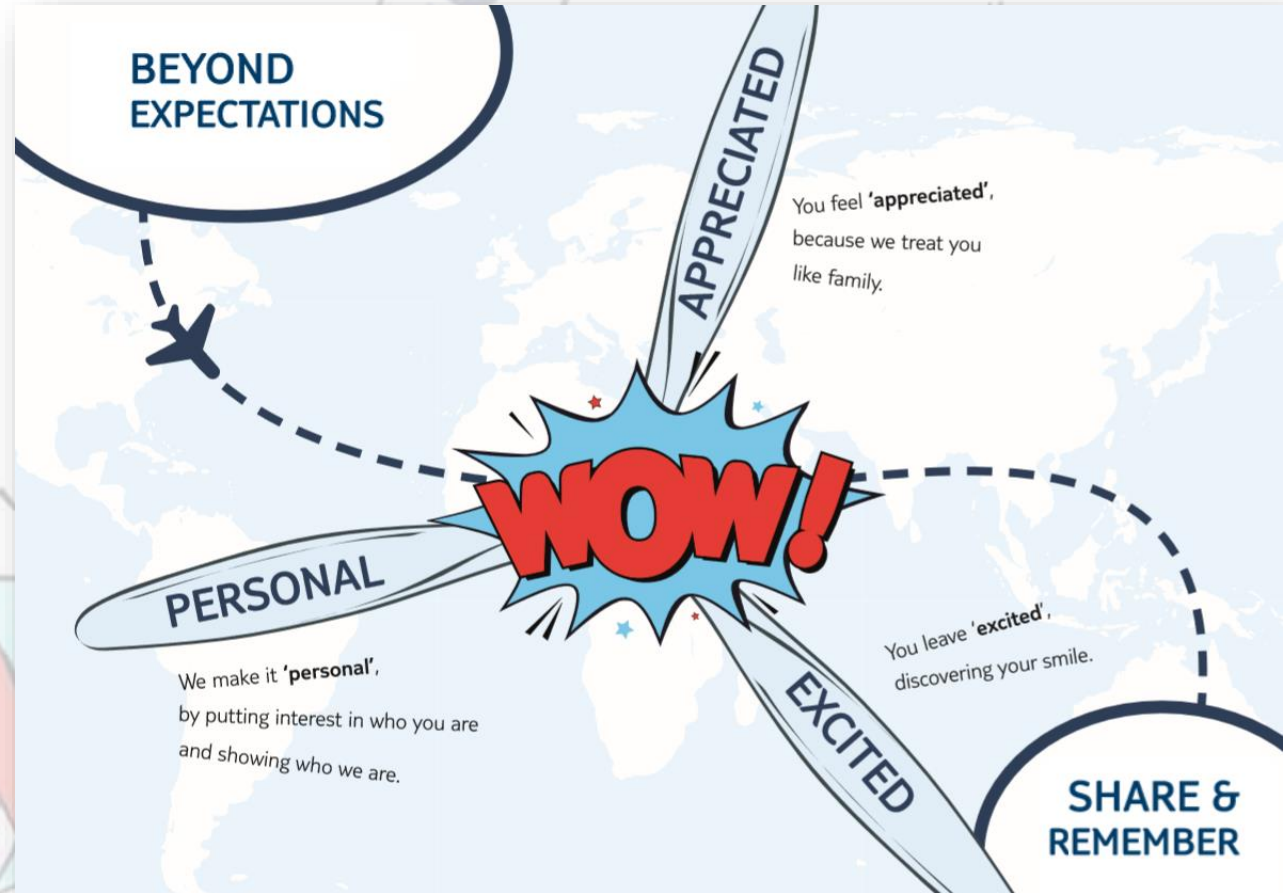 BEYOND
EXPECTATIONS
APPRECIATED
You feel 'appreciated',
because we treat you
like family.
WOW!
PERSONAL
We make it 'personal',
by putting interest in who you are
and showing who we are.
You leave 'excited',
discovering your smile.
EXCITED
SHARE &
REMEMBER